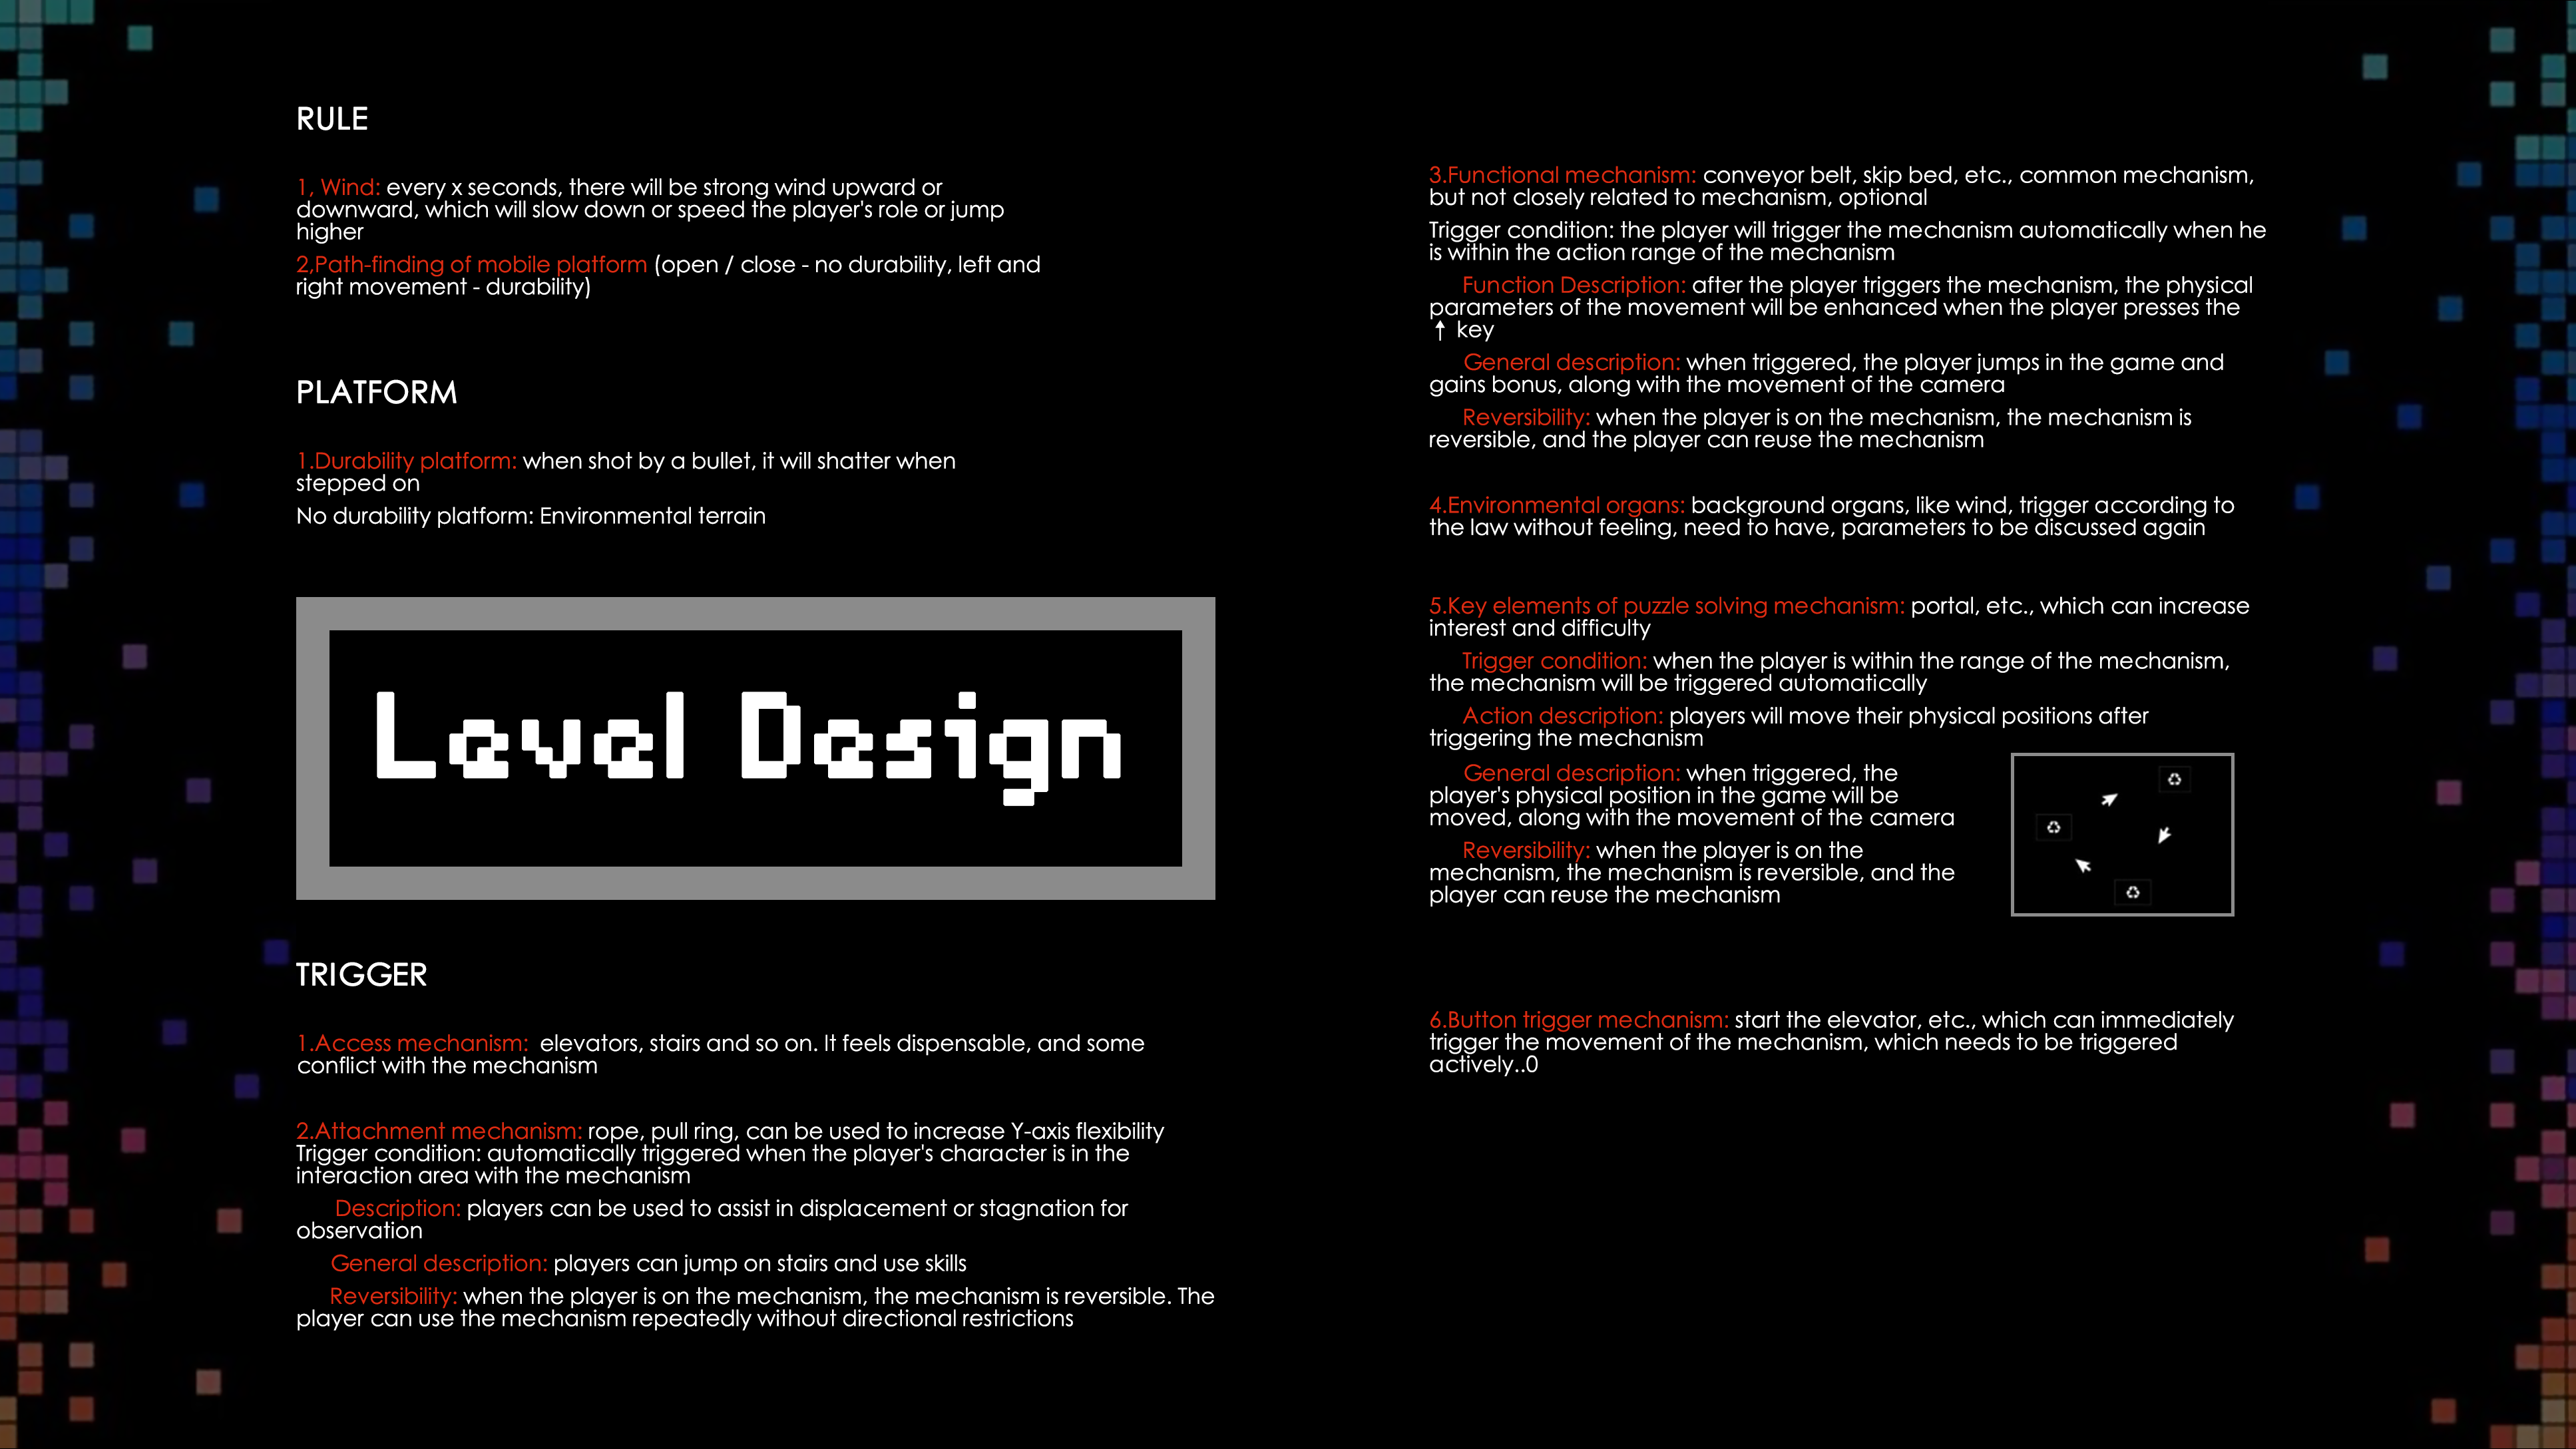 RULE
1, Wind: every x seconds, there will be strong wind upward or
downward, which will slow down or speed the player's role or jump
higher
2,Path-finding of mobile platform (open / close - no durability, left and
right movement - durability)
PLATFORM
1.Durability platform: when shot by a bullet, it will shatter when
stepped on
No durability platform: Environmental terrain
Level Design
TRIGGER
1.Access mechanism:  elevators, stairs and so on. It feels dispensable, and some
conflict with the mechanism
2.Attachment mechanism: rope, pull ring, can be used to increase Y-axis flexibility
Trigger condition: automatically triggered when the player's character is in the
interaction area with the mechanism
Description: players can be used to assist in displacement or stagnation for
observation
General description: players can jump on stairs and use skills
Reversibility: when the player is on the mechanism, the mechanism is reversible. The
player can use the mechanism repeatedly without directional restrictions
3.Functional mechanism: conveyor belt, skip bed, etc., common mechanism,
but not closely related to mechanism, optional
Trigger condition: the player will trigger the mechanism automatically when he
is within the action range of the mechanism
Function Description: after the player triggers the mechanism, the physical
parameters of the movement will be enhanced when the player presses the
↑ key
General description: when triggered, the player jumps in the game and
gains bonus, along with the movement of the camera
Reversibility: when the player is on the mechanism, the mechanism is
reversible, and the player can reuse the mechanism
4.Environmental organs: background organs, like wind, trigger according to
the law without feeling, need to have, parameters to be discussed again
5.Key elements of puzzle solving mechanism: portal, etc., which can increase
interest and difficulty
Trigger condition: when the player is within the range of the mechanism,
the mechanism will be triggered automatically
Action description: players will move their physical positions after
triggering the mechanism
General description: when triggered, the
player's physical position in the game will be
moved, along with the movement of the camera
Reversibility: when the player is on the
mechanism, the mechanism is reversible, and the
player can reuse the mechanism
6.Button trigger mechanism: start the elevator, etc., which can immediately
trigger the movement of the mechanism, which needs to be triggered
actively..0